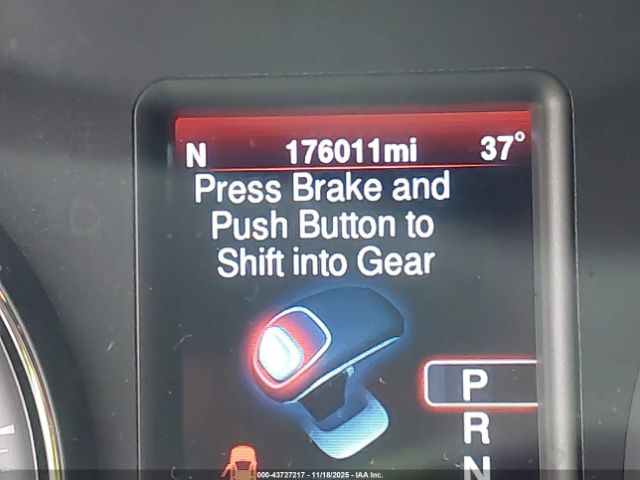 N 176011mi 37°
Press Brake and
Push Button to
Shift into Gear
P
R
N
000-43727217 - 11/18/2025 - IAA Inc.